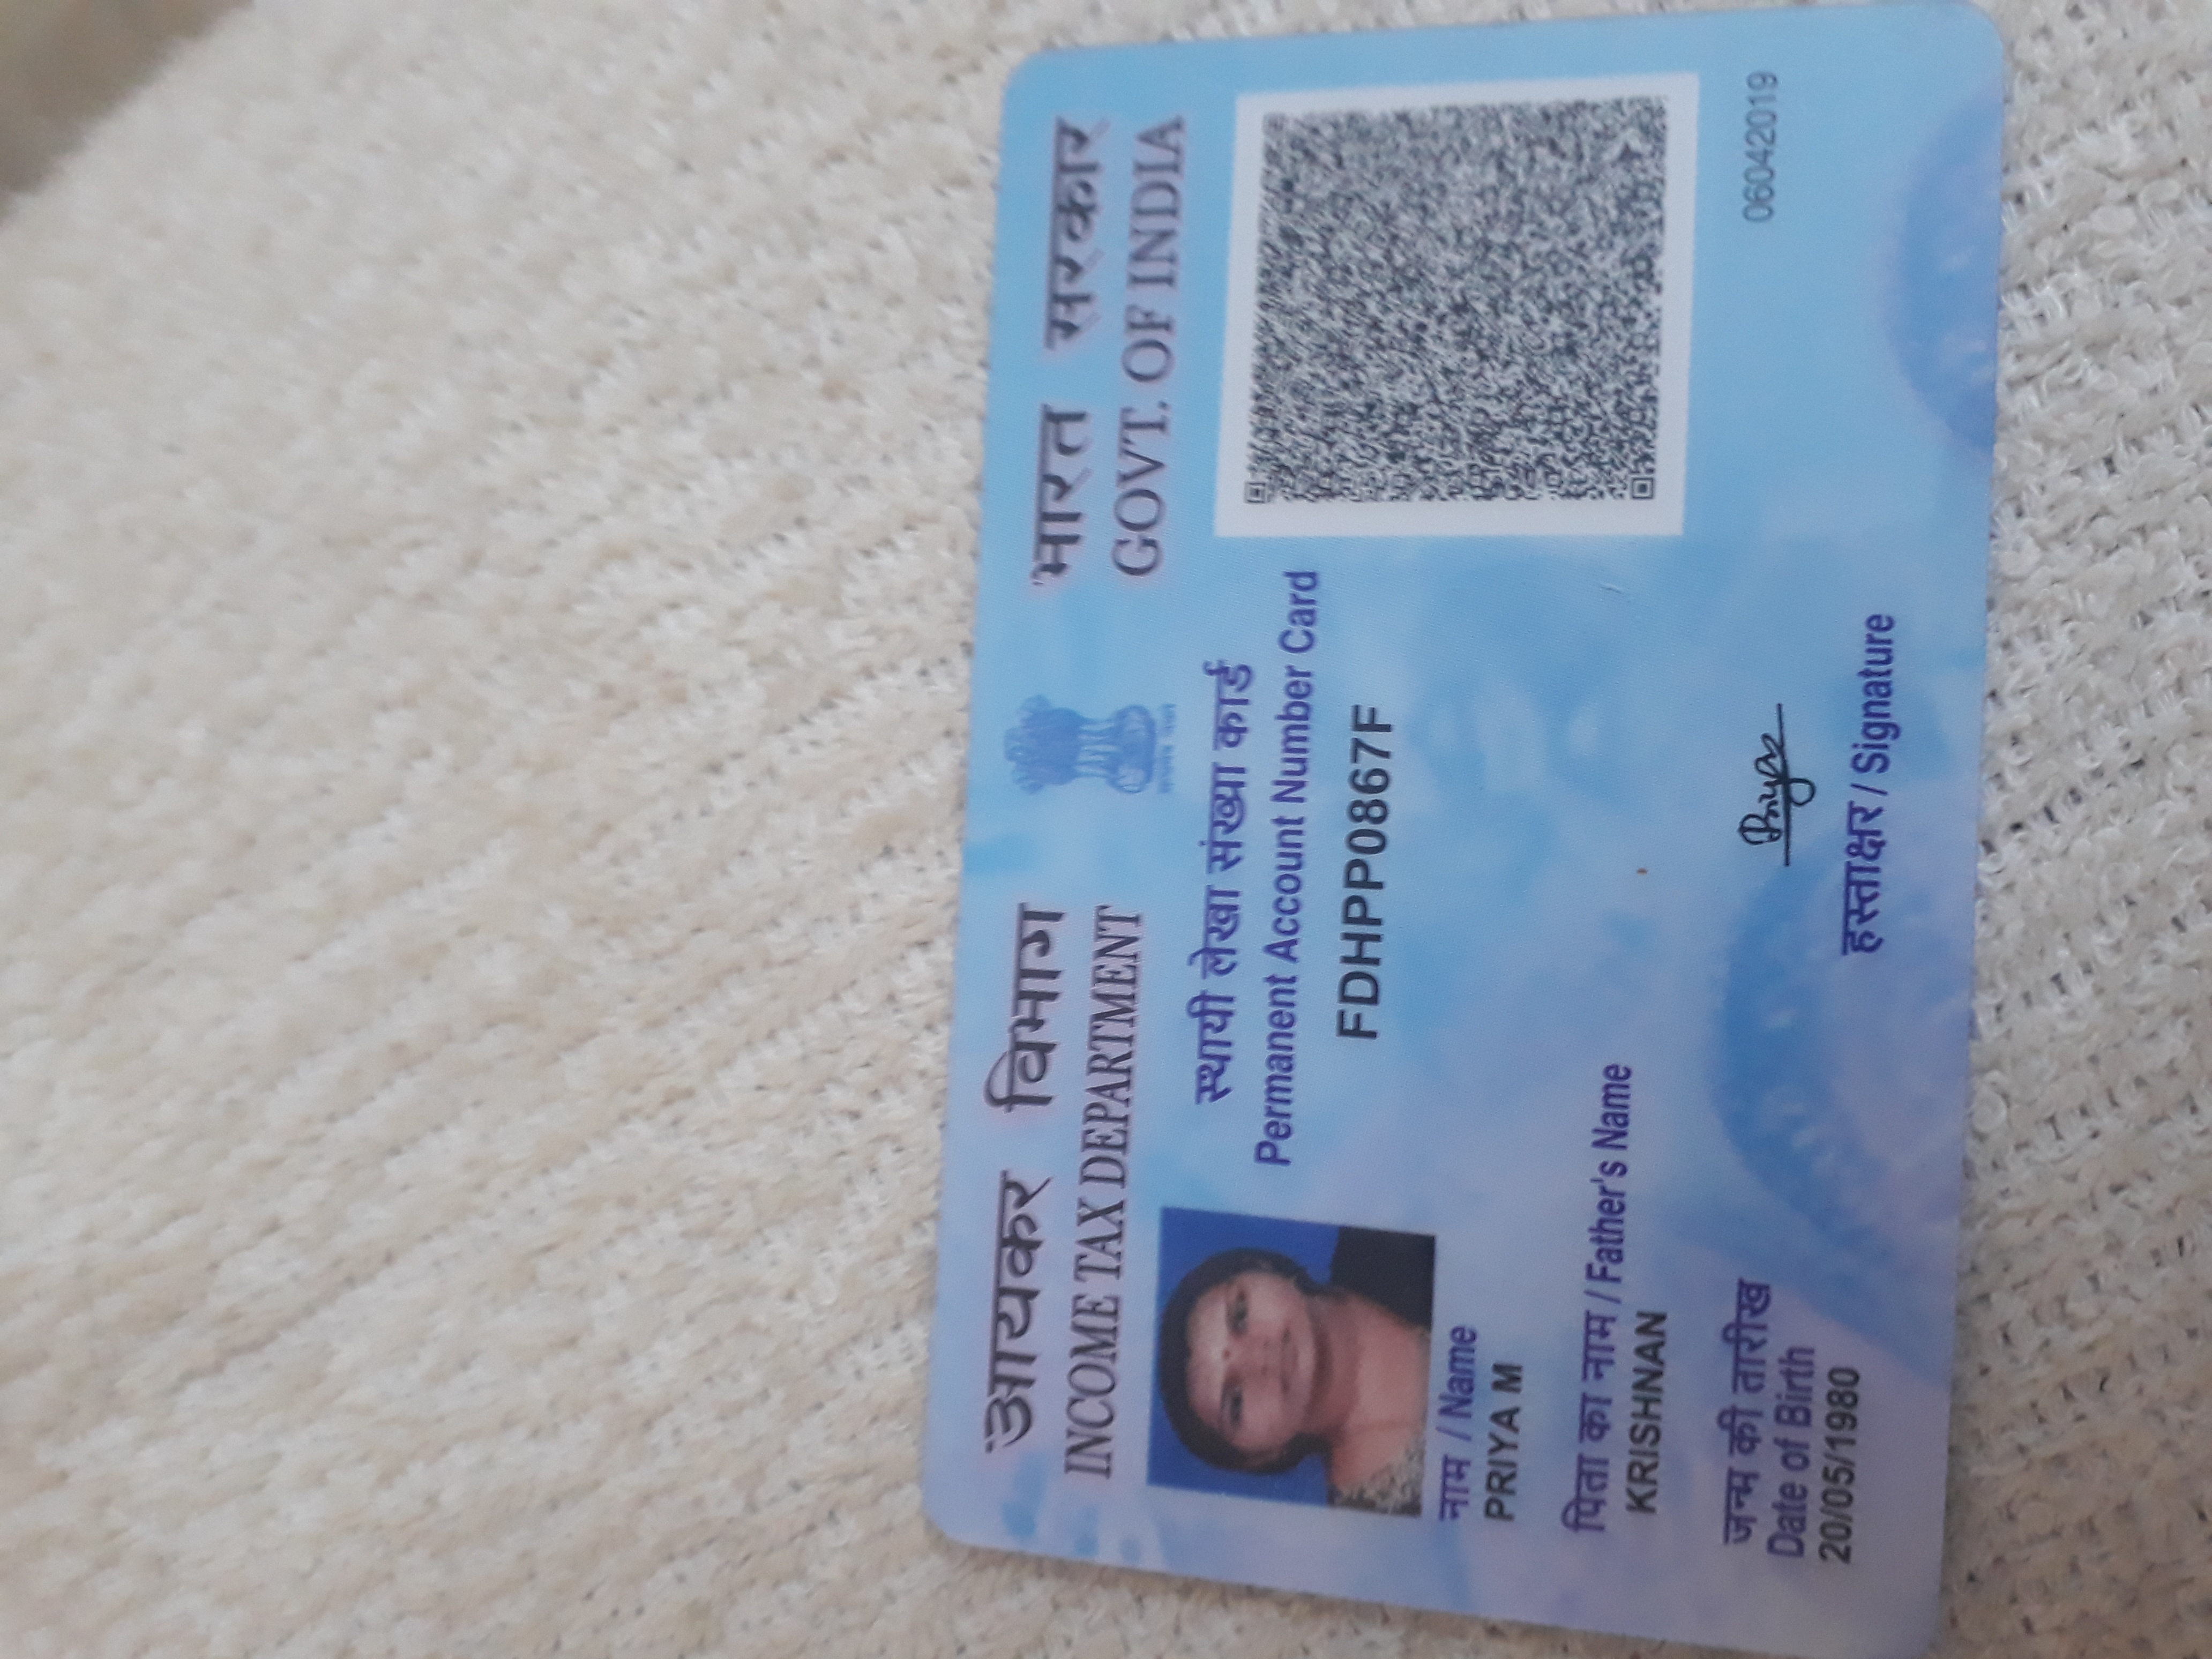 आयकर विभाग
INCOME TAX DEPARTMENT
भारत सरकार
GOVT. OF INDIA
स्थायी लेखा संख्या कार्ड
Permanent Account Number Card
FDHPP0867F
नाम / Name
PRIYA M
पिता का नाम / Father's Name
KRISHNAN
जन्म की तारीख
Date of Birth
20/05/1980
Priya
हस्ताक्षर / Signature
06042019